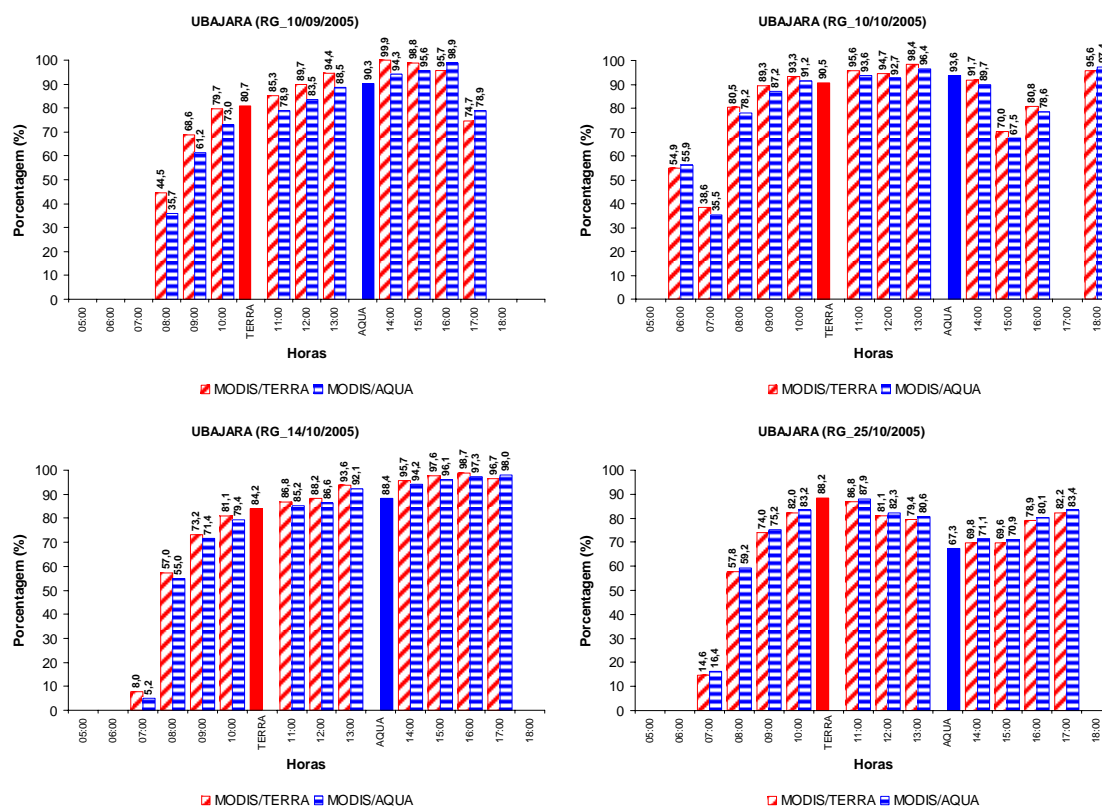 UBAJARA (RG_10/09/2005)
Porcentagem (%)
100
90
80
70
60
50
40
30
20
10
0
44,5 35,7 68,6 61,2 79,7 73,0 80,7 85,3 78,9 89,7 83,5 94,4 88,5 90,3 99,9 94,3 98,8 95,6 95,7 98,9 74,7 78,9
05:00 06:00 07:00 08:00 09:00 10:00 TERRA 11:00 12:00 13:00 AQUA 14:00 15:00 16:00 17:00 18:00
Horas
MODIS/TERRA MODIS/AQUA
UBAJARA (RG_10/10/2005)
Porcentagem (%)
100
90
80
70
60
50
40
30
20
10
0
54,9 55,9 38,6 35,5 80,5 78,2 89,3 87,2 93,3 91,2 90,5 95,6 93,6 94,7 92,7 98,4 96,4 93,6 91,7 89,7 70,0 67,5 80,8 78,6 95,6
05:00 06:00 07:00 08:00 09:00 10:00 TERRA 11:00 12:00 13:00 AQUA 14:00 15:00 16:00 17:00 18:00
Horas
MODIS/TERRA MODIS/AQUA
UBAJARA (RG_14/10/2005)
Porcentagem (%)
100
90
80
70
60
50
40
30
20
10
0
8,0 5,2 57,0 55,0 73,2 71,4 81,1 79,4 84,2 86,8 85,2 88,2 86,6 93,6 92,1 88,4 95,7 94,2 97,6 96,1 98,7 97,3 96,7 98,0
05:00 06:00 07:00 08:00 09:00 10:00 TERRA 11:00 12:00 13:00 AQUA 14:00 15:00 16:00 17:00 18:00
Horas
MODIS/TERRA MODIS/AQUA
UBAJARA (RG_25/10/2005)
Porcentagem (%)
100
90
80
70
60
50
40
30
20
10
0
14,6 16,4 57,8 59,2 74,0 75,2 82,0 83,2 88,2 86,8 87,9 81,1 82,3 79,4 80,6 67,3 69,8 71,1 69,6 70,9 78,9 80,1 82,2 83,4
05:00 06:00 07:00 08:00 09:00 10:00 TERRA 11:00 12:00 13:00 AQUA 14:00 15:00 16:00 17:00 18:00
Horas
MODIS/TERRA MODIS/AQUA